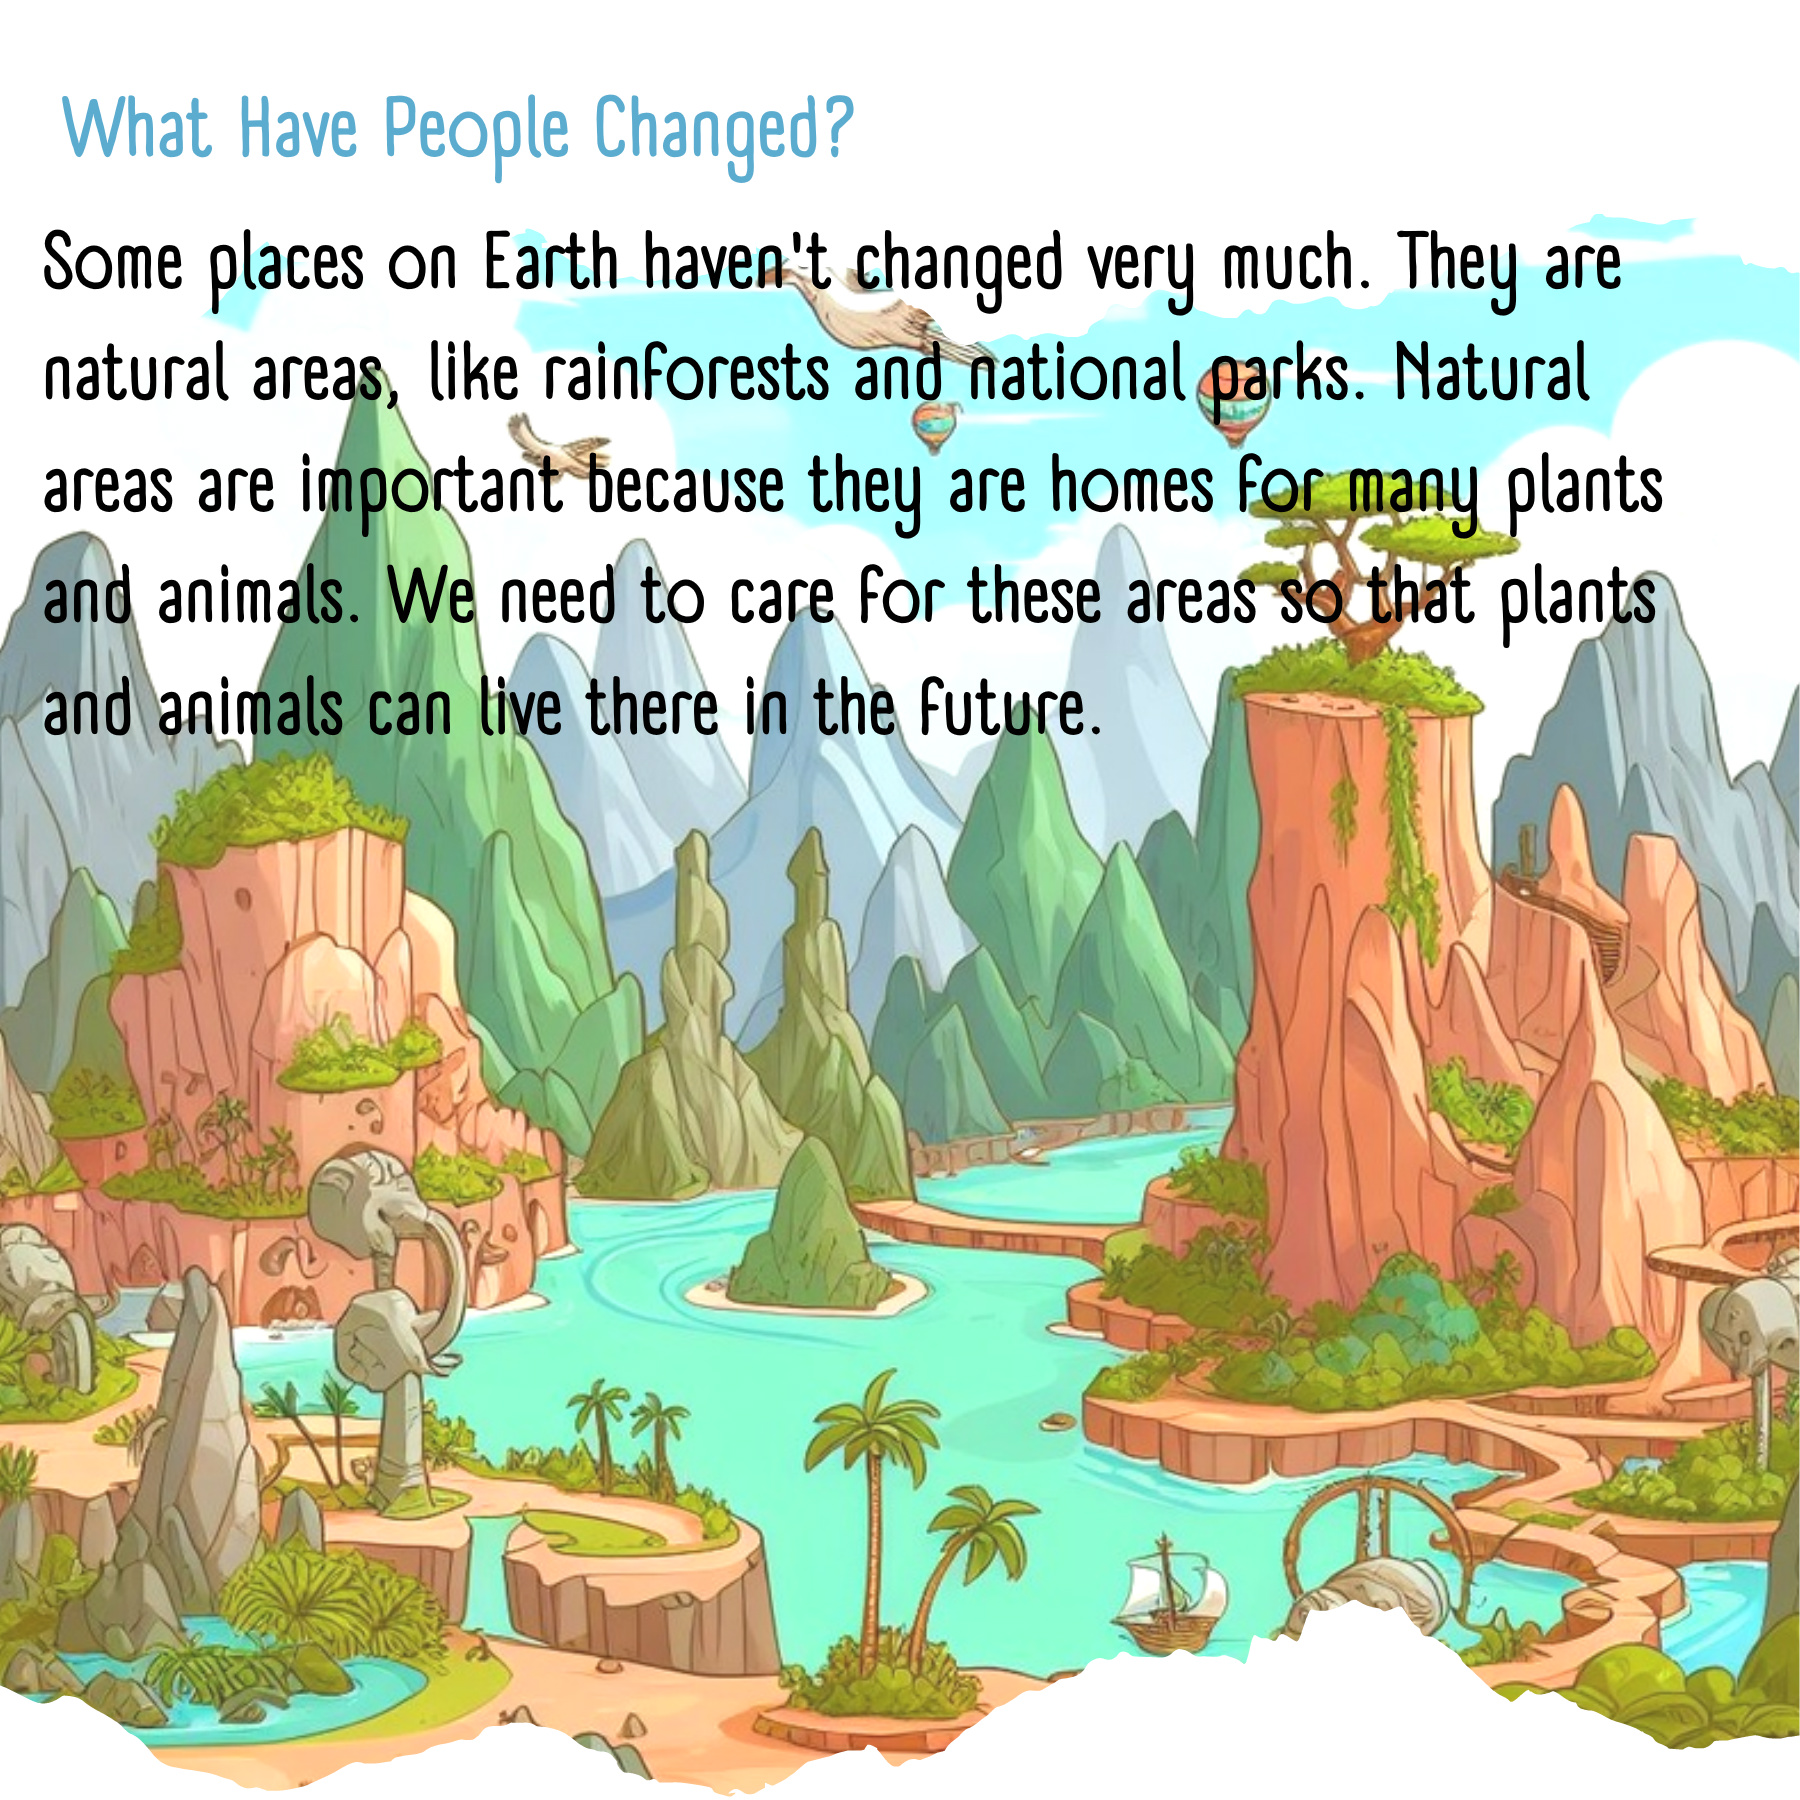 What Have People Changed?
Some places on Earth haven't changed very much. They are
natural areas, like rainforests and national parks. Natural
areas are important because they are homes for many plants
and animals. We need to care for these areas so that plants
and animals can live there in the future.